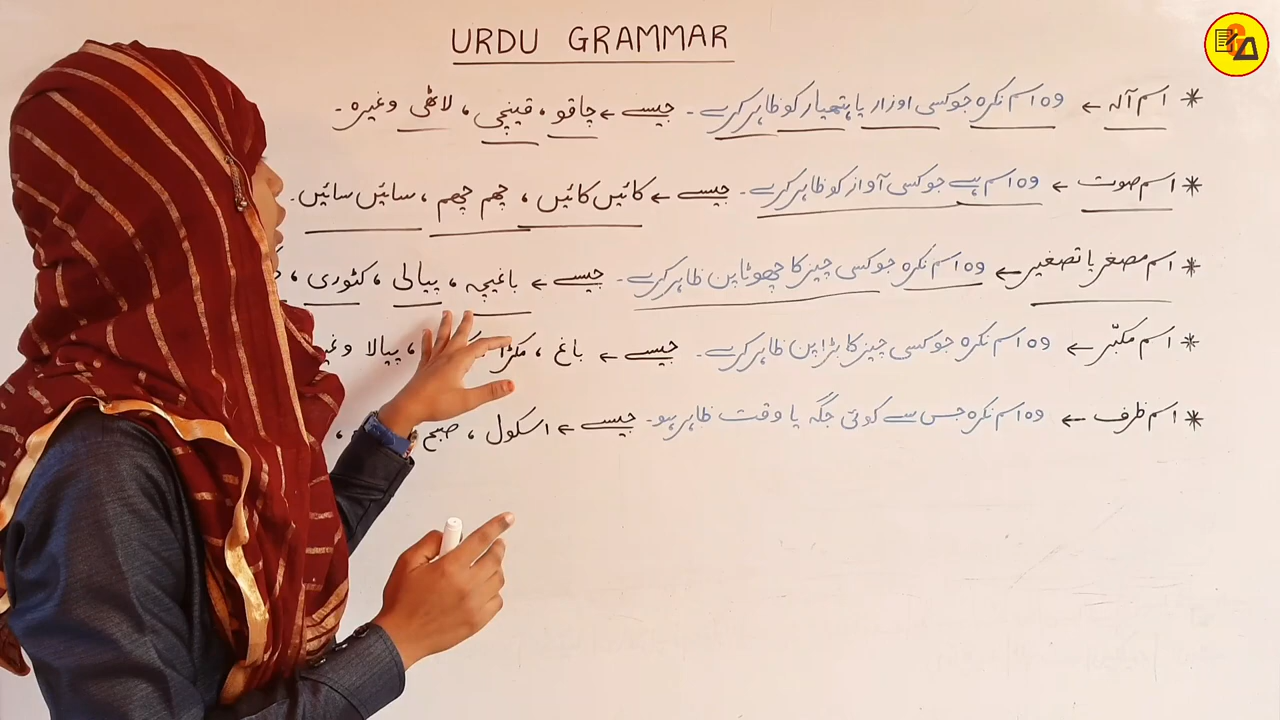 URDU GRAMMAR
* اسم آلہ ← وہ اسم نکرہ جو کسی اوزار یا ہتھیار کو ظاہر کرے۔ جیسے ← چاقو، قینچی، لاٹھی وغیرہ۔
* اسم صوت ← وہ اسم ہے جو کسی آواز کو ظاہر کرے۔ جیسے ← کائیں کائیں، چھم چھم، سائیں سائیں۔
* اسم مصغر یا تصغیر ← وہ اسم نکرہ جو کسی چیز کا چھوٹا پن ظاہر کرے۔ جیسے ← باغیچہ، پیالی، کٹوری،
* اسم مکبّر ← وہ اسم نکرہ جو کسی چیز کا بڑا پن ظاہر کرے۔ جیسے ← باغ، مکڑا، پیالا
* اسم ظرف ← وہ اسم نکرہ جس سے کوئی جگہ یا وقت ظاہر ہو۔ جیسے ← اسکول، صبح